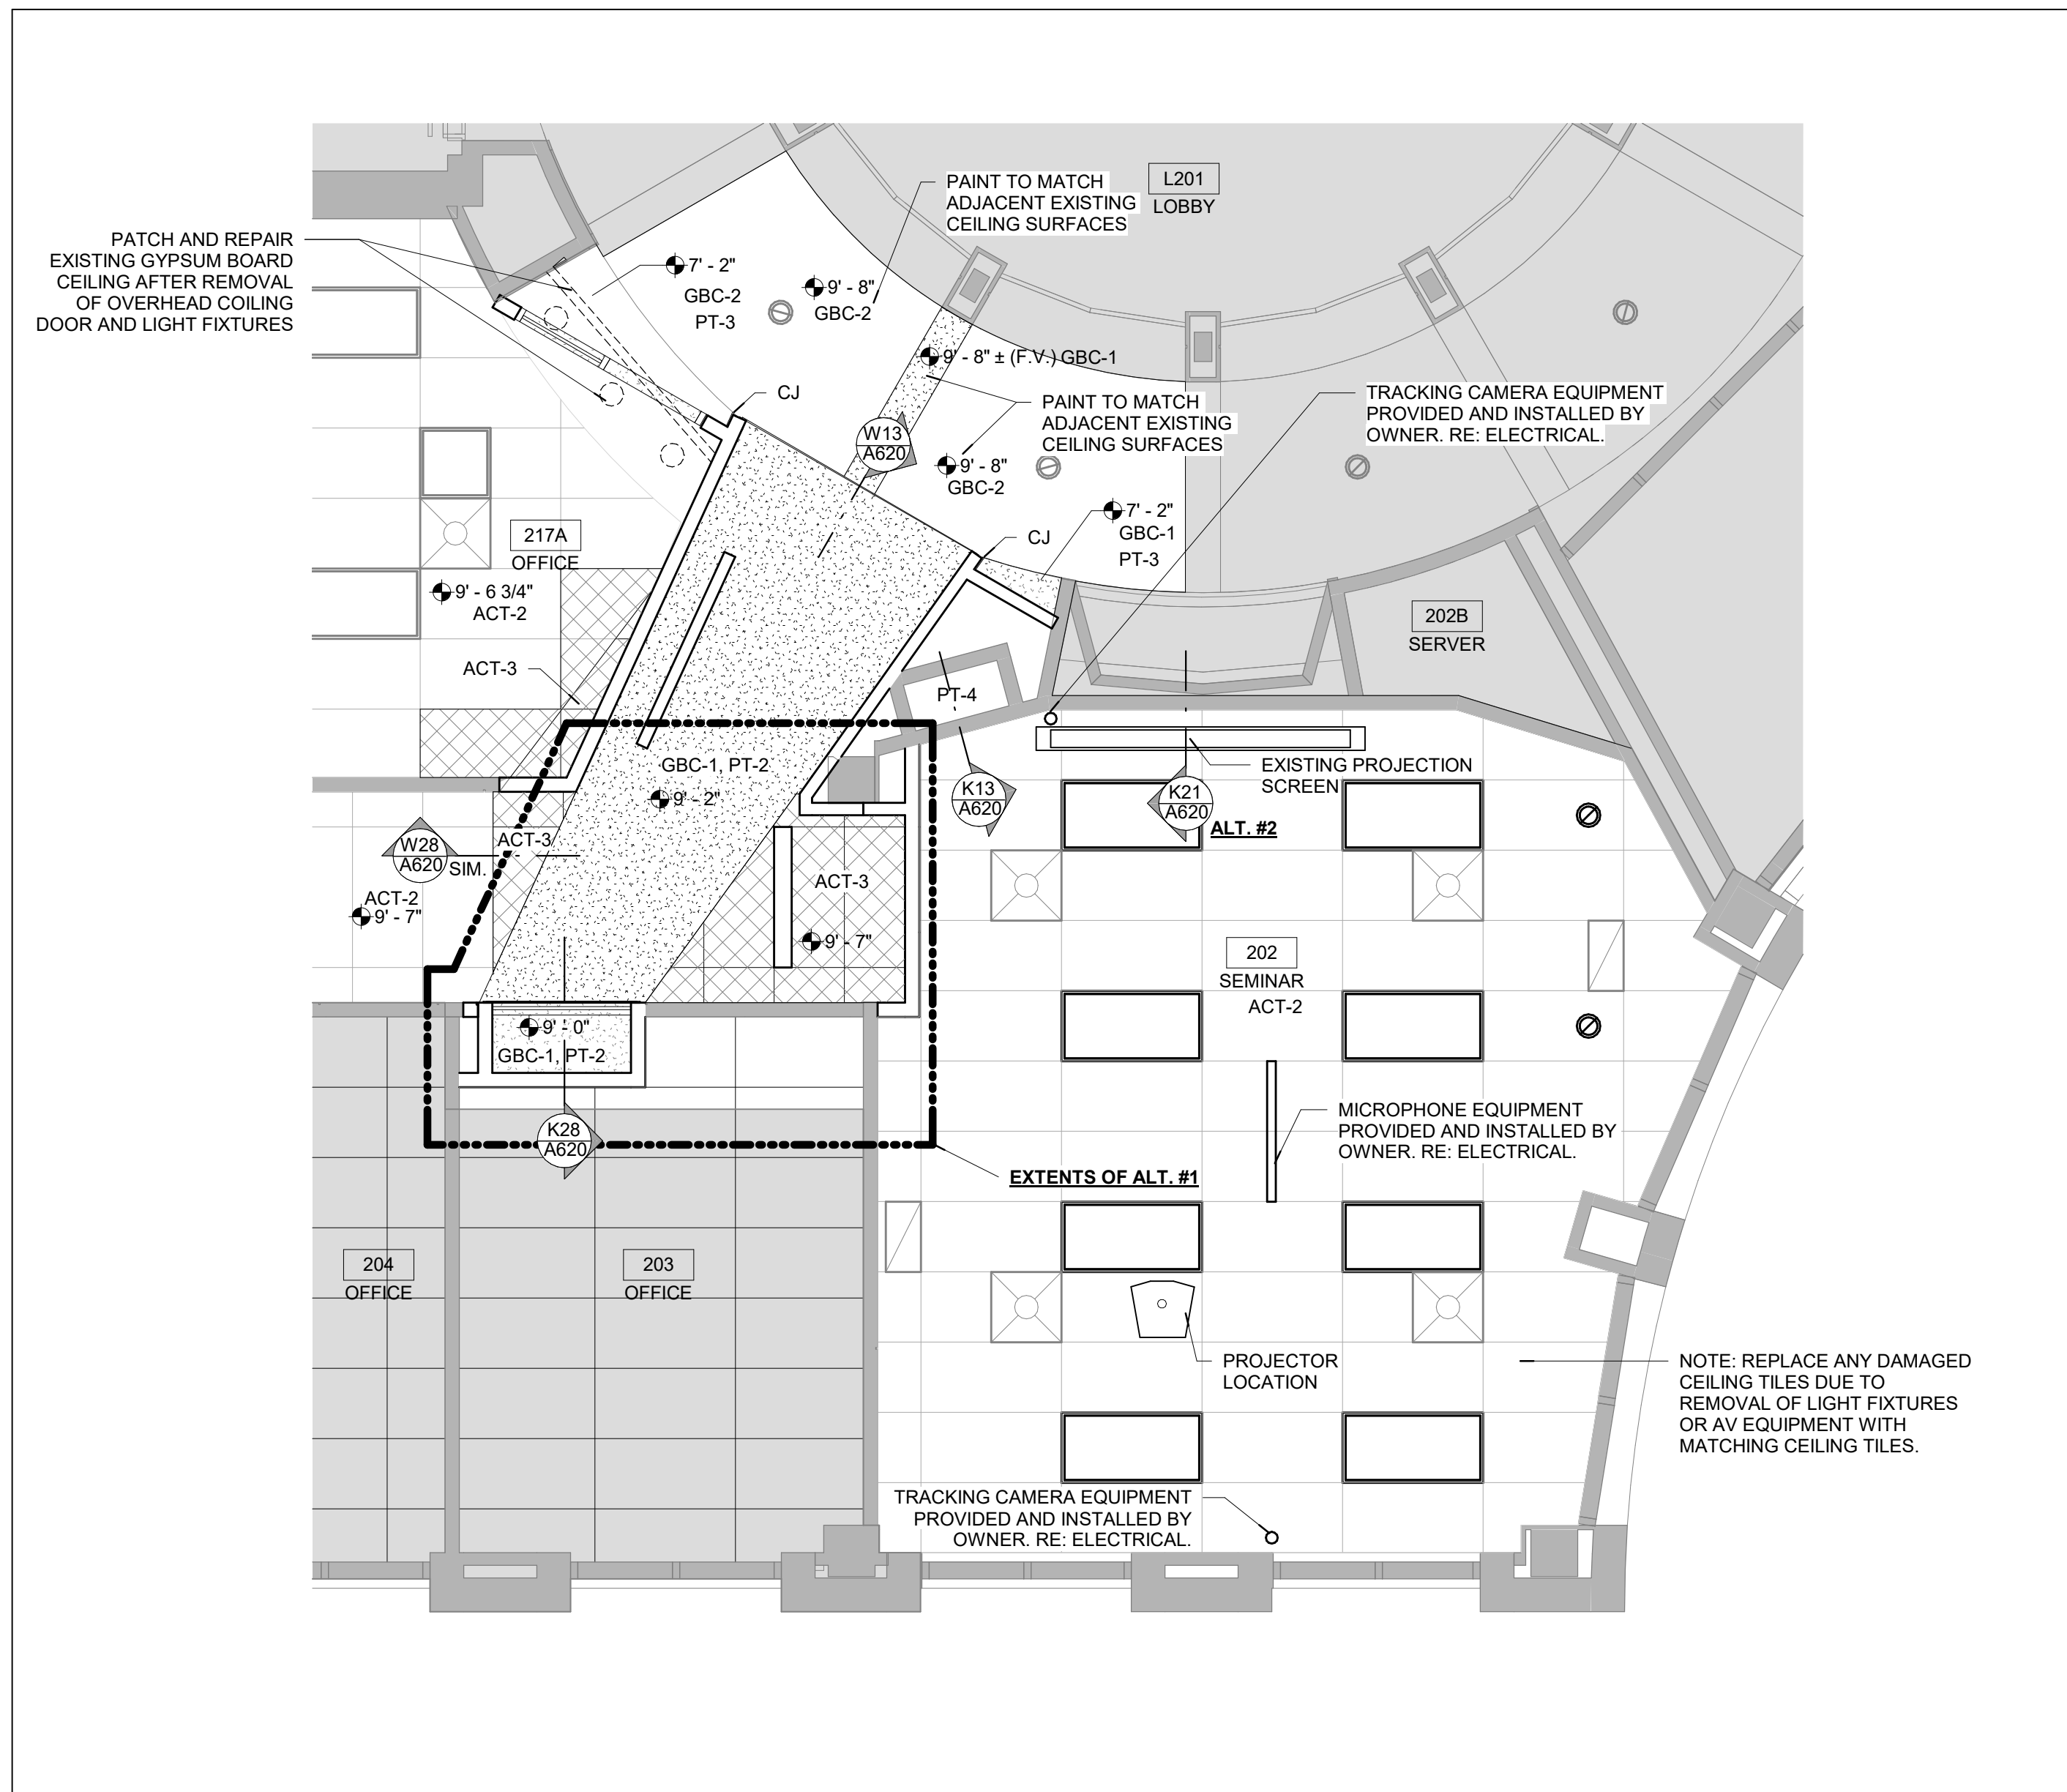 L201
LOBBY
PAINT TO MATCH
ADJACENT EXISTING
CEILING SURFACES
PATCH AND REPAIR
EXISTING GYPSUM BOARD
CEILING AFTER REMOVAL
OF OVERHEAD COILING
DOOR AND LIGHT FIXTURES
7' - 2"
GBC-2
PT-3
9' - 8"
GBC-2
9' - 8" ± (F.V.) GBC-1
CJ
PAINT TO MATCH
ADJACENT EXISTING
CEILING SURFACES
TRACKING CAMERA EQUIPMENT
PROVIDED AND INSTALLED BY
OWNER. RE: ELECTRICAL.
W13
A620
9' - 8"
GBC-2
7' - 2"
GBC-1
PT-3
CJ
217A
OFFICE
9' - 6 3/4"
ACT-2
202B
SERVER
ACT-3
PT-4
GBC-1, PT-2
9' - 2"
EXISTING PROJECTION
SCREEN
K13
A620
K21
A620
ALT. #2
ACT-3
W28
A620
SIM.
ACT-2
9' - 7"
ACT-3
9' - 7"
202
SEMINAR
ACT-2
9' - 0"
GBC-1, PT-2
K28
A620
MICROPHONE EQUIPMENT
PROVIDED AND INSTALLED BY
OWNER. RE: ELECTRICAL.
EXTENTS OF ALT. #1
204
OFFICE
203
OFFICE
PROJECTOR
LOCATION
NOTE: REPLACE ANY DAMAGED
CEILING TILES DUE TO
REMOVAL OF LIGHT FIXTURES
OR AV EQUIPMENT WITH
MATCHING CEILING TILES.
TRACKING CAMERA EQUIPMENT
PROVIDED AND INSTALLED BY
OWNER. RE: ELECTRICAL.